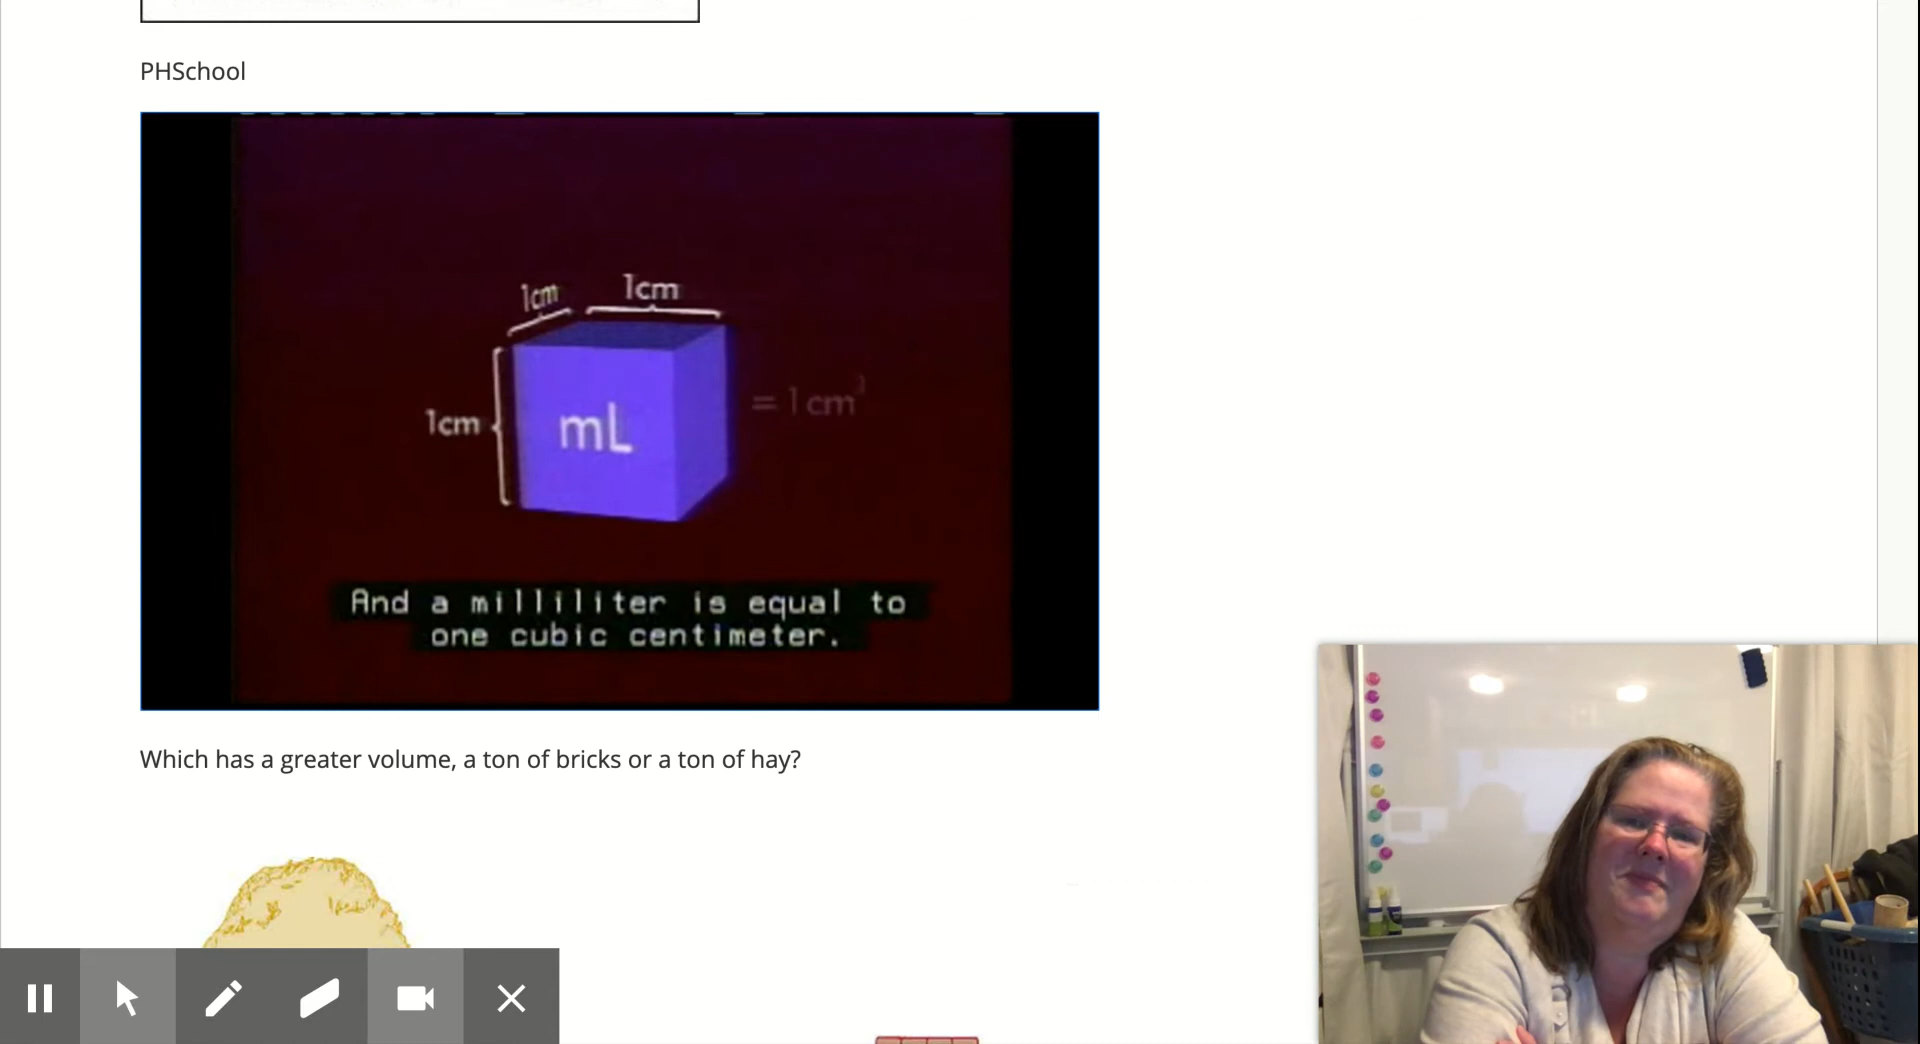 PHSchool
1cm
1cm
1cm
mL
= 1 cm³
And a milliliter is equal to
one cubic centimeter.
Which has a greater volume, a ton of bricks or a ton of hay?